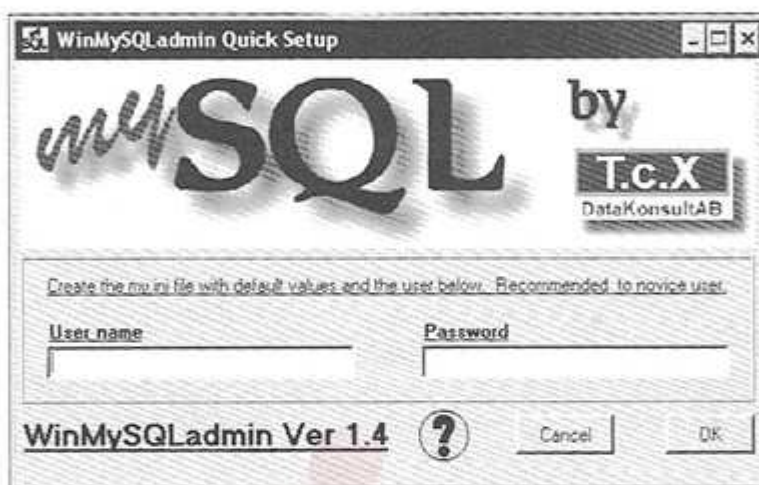 WinMySQLadmin Quick Setup
mySQL by
T.c.X
DataKonsultAB
Create the my.ini file with default values and the user below. Recommended to novice user.
User name Password
WinMySQLadmin Ver 1.4 ? Cancel OK